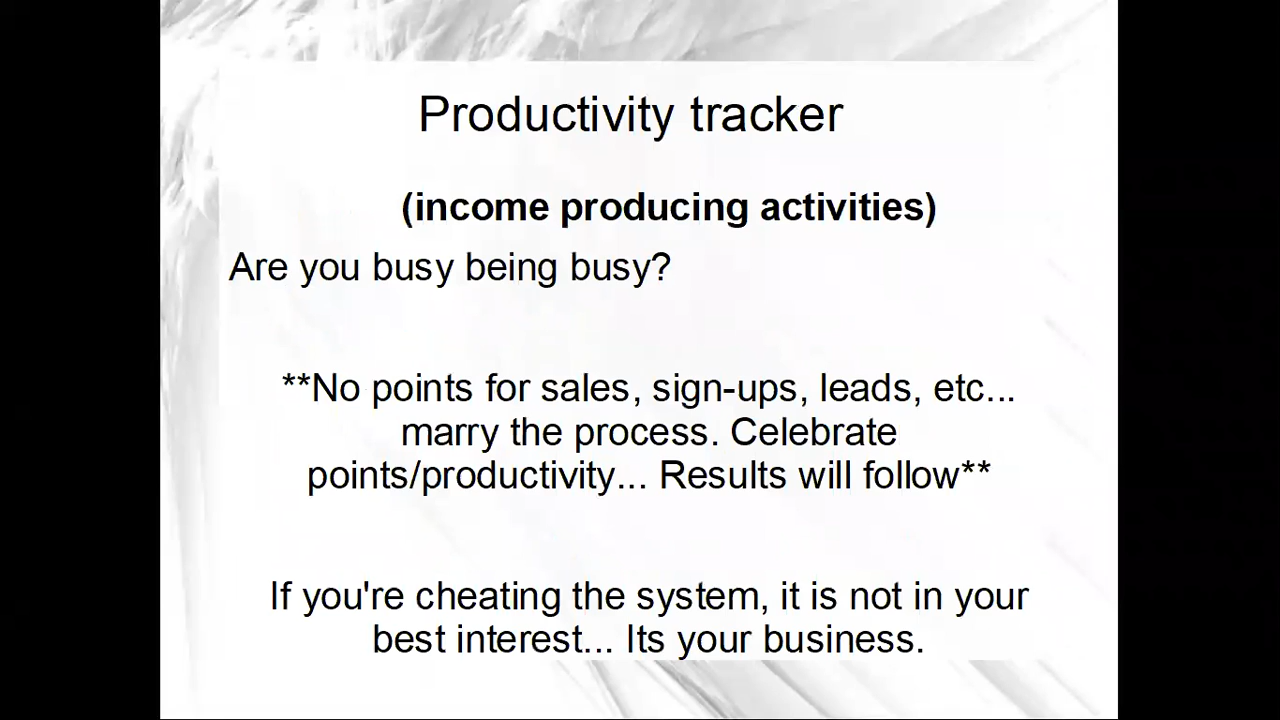 Productivity tracker
(income producing activities)
Are you busy being busy?
**No points for sales, sign-ups, leads, etc...
marry the process. Celebrate
points/productivity... Results will follow**
If you're cheating the system, it is not in your
best interest... Its your business.